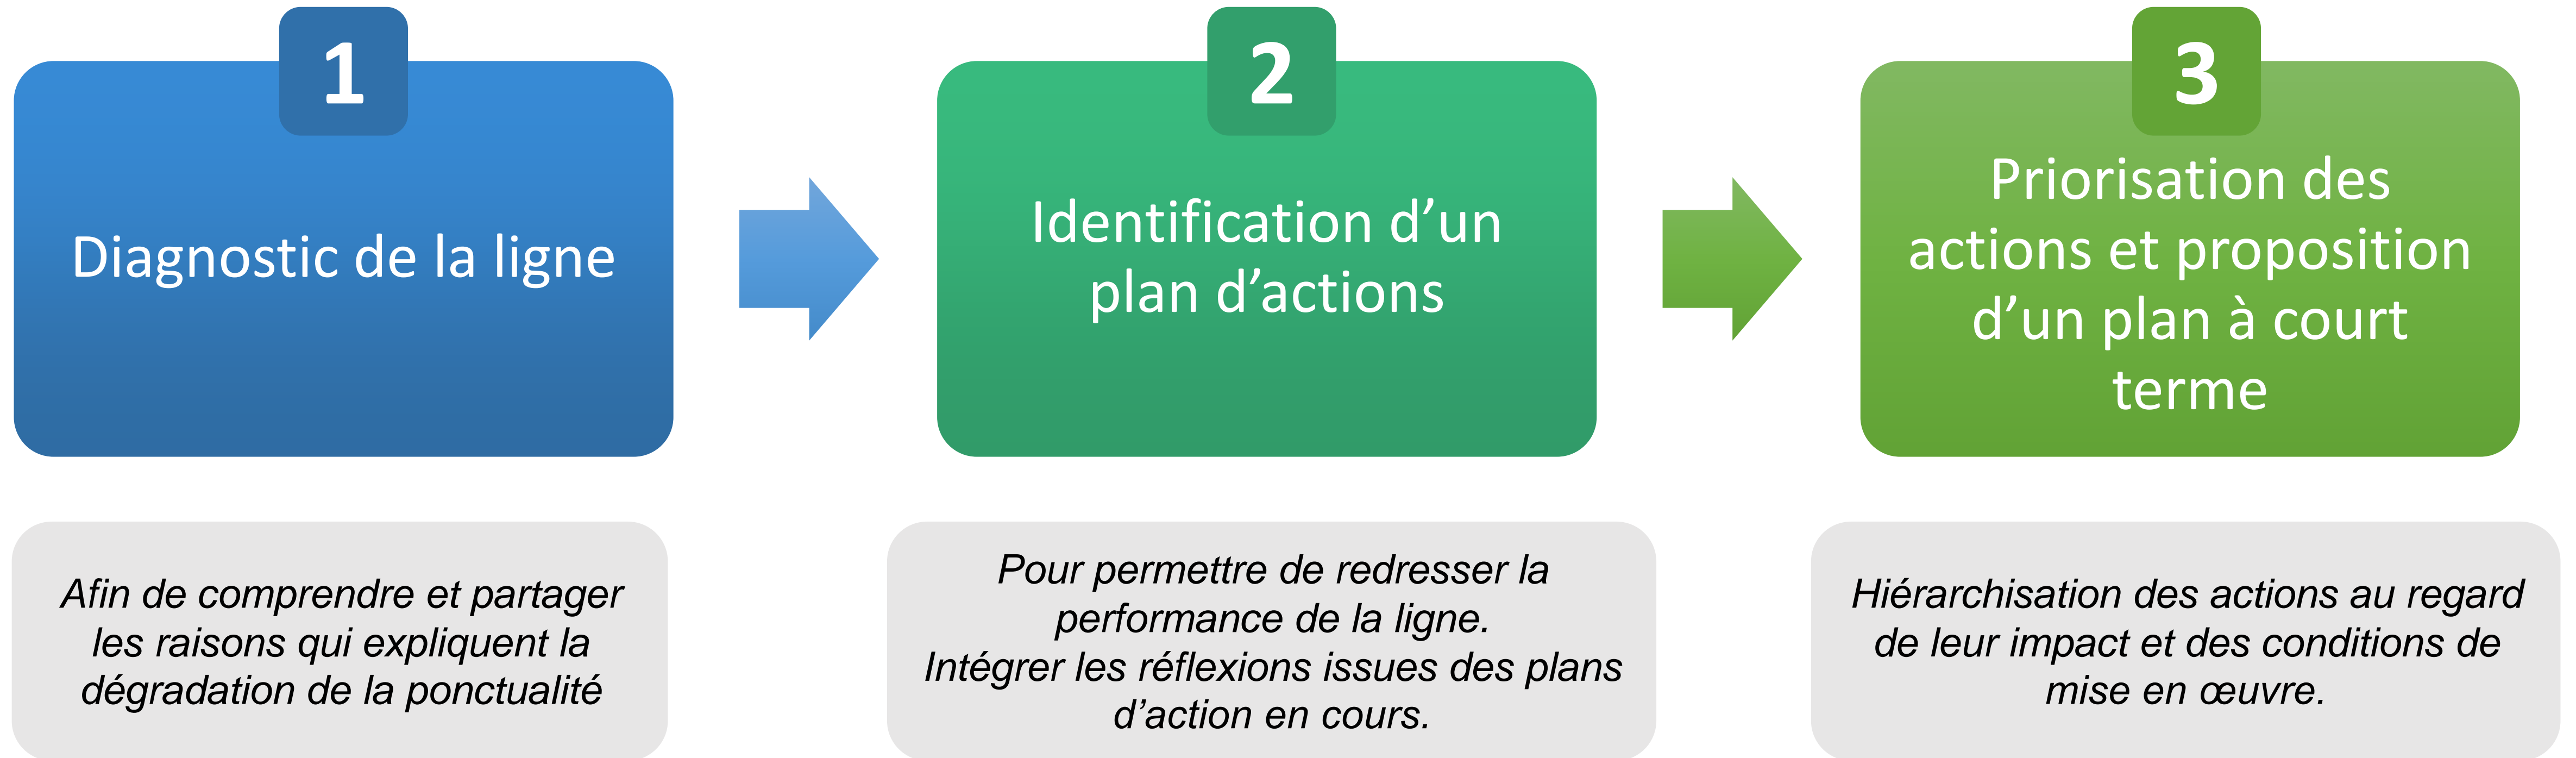 1
Diagnostic de la ligne
Afin de comprendre et partager
les raisons qui expliquent la
dégradation de la ponctualité
2
Identification d’un
plan d’actions
Pour permettre de redresser la
performance de la ligne.
Intégrer les réflexions issues des plans
d’action en cours.
3
Priorisation des
actions et proposition
d’un plan à court
terme
Hiérarchisation des actions au regard
de leur impact et des conditions de
mise en œuvre.